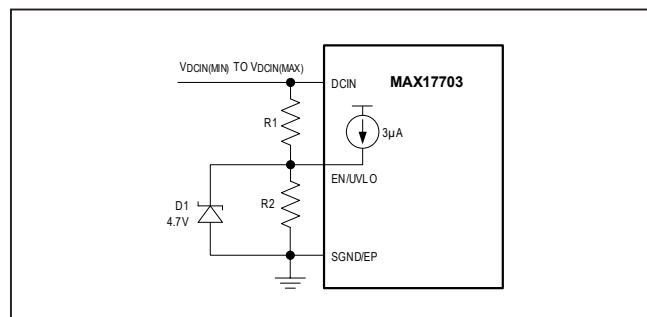 VDCIN(MIN) TO VDCIN(MAX)
DCIN
MAX17703
R1
3µA
EN/UVLO
D1
4.7V
R2
SGND/EP